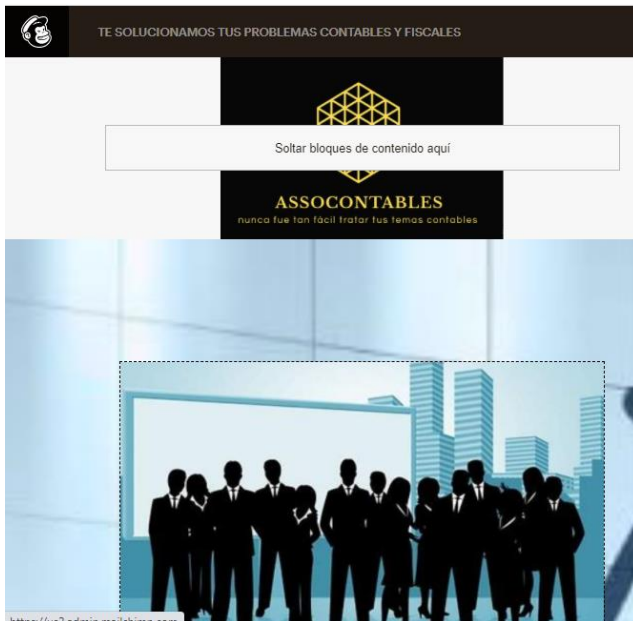 TE SOLUCIONAMOS TUS PROBLEMAS CONTABLES Y FISCALES
Soltar bloques de contenido aquí
ASSOCONTABLES
nunca fue tan fácil tratar tus temas contables